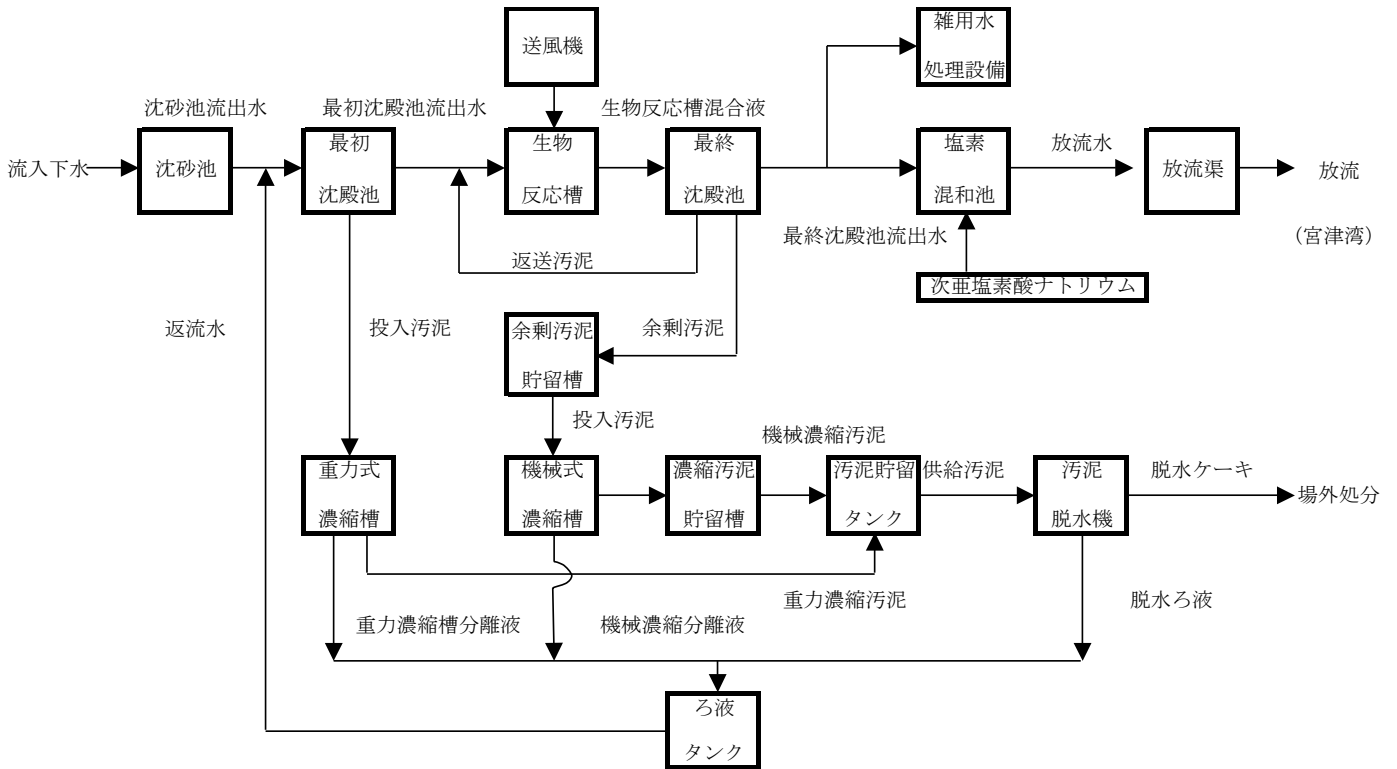 送風機
雑用水
処理設備
沈砂池流出水
最初沈殿池流出水
生物反応槽混合液
流入下水
沈砂池
最初
沈殿池
生物
反応槽
最終
沈殿池
塩素
混和池
放流水
放流渠
放流
（宮津湾）
最終沈殿池流出水
返送汚泥
次亜塩素酸ナトリウム
返流水
投入汚泥
余剰汚泥
貯留槽
余剰汚泥
投入汚泥
機械濃縮汚泥
重力式
濃縮槽
機械式
濃縮槽
濃縮汚泥
貯留槽
汚泥貯留
タンク
供給汚泥
汚泥
脱水機
脱水ケーキ
場外処分
重力濃縮汚泥
脱水ろ液
重力濃縮槽分離液
機械濃縮分離液
ろ液
タンク